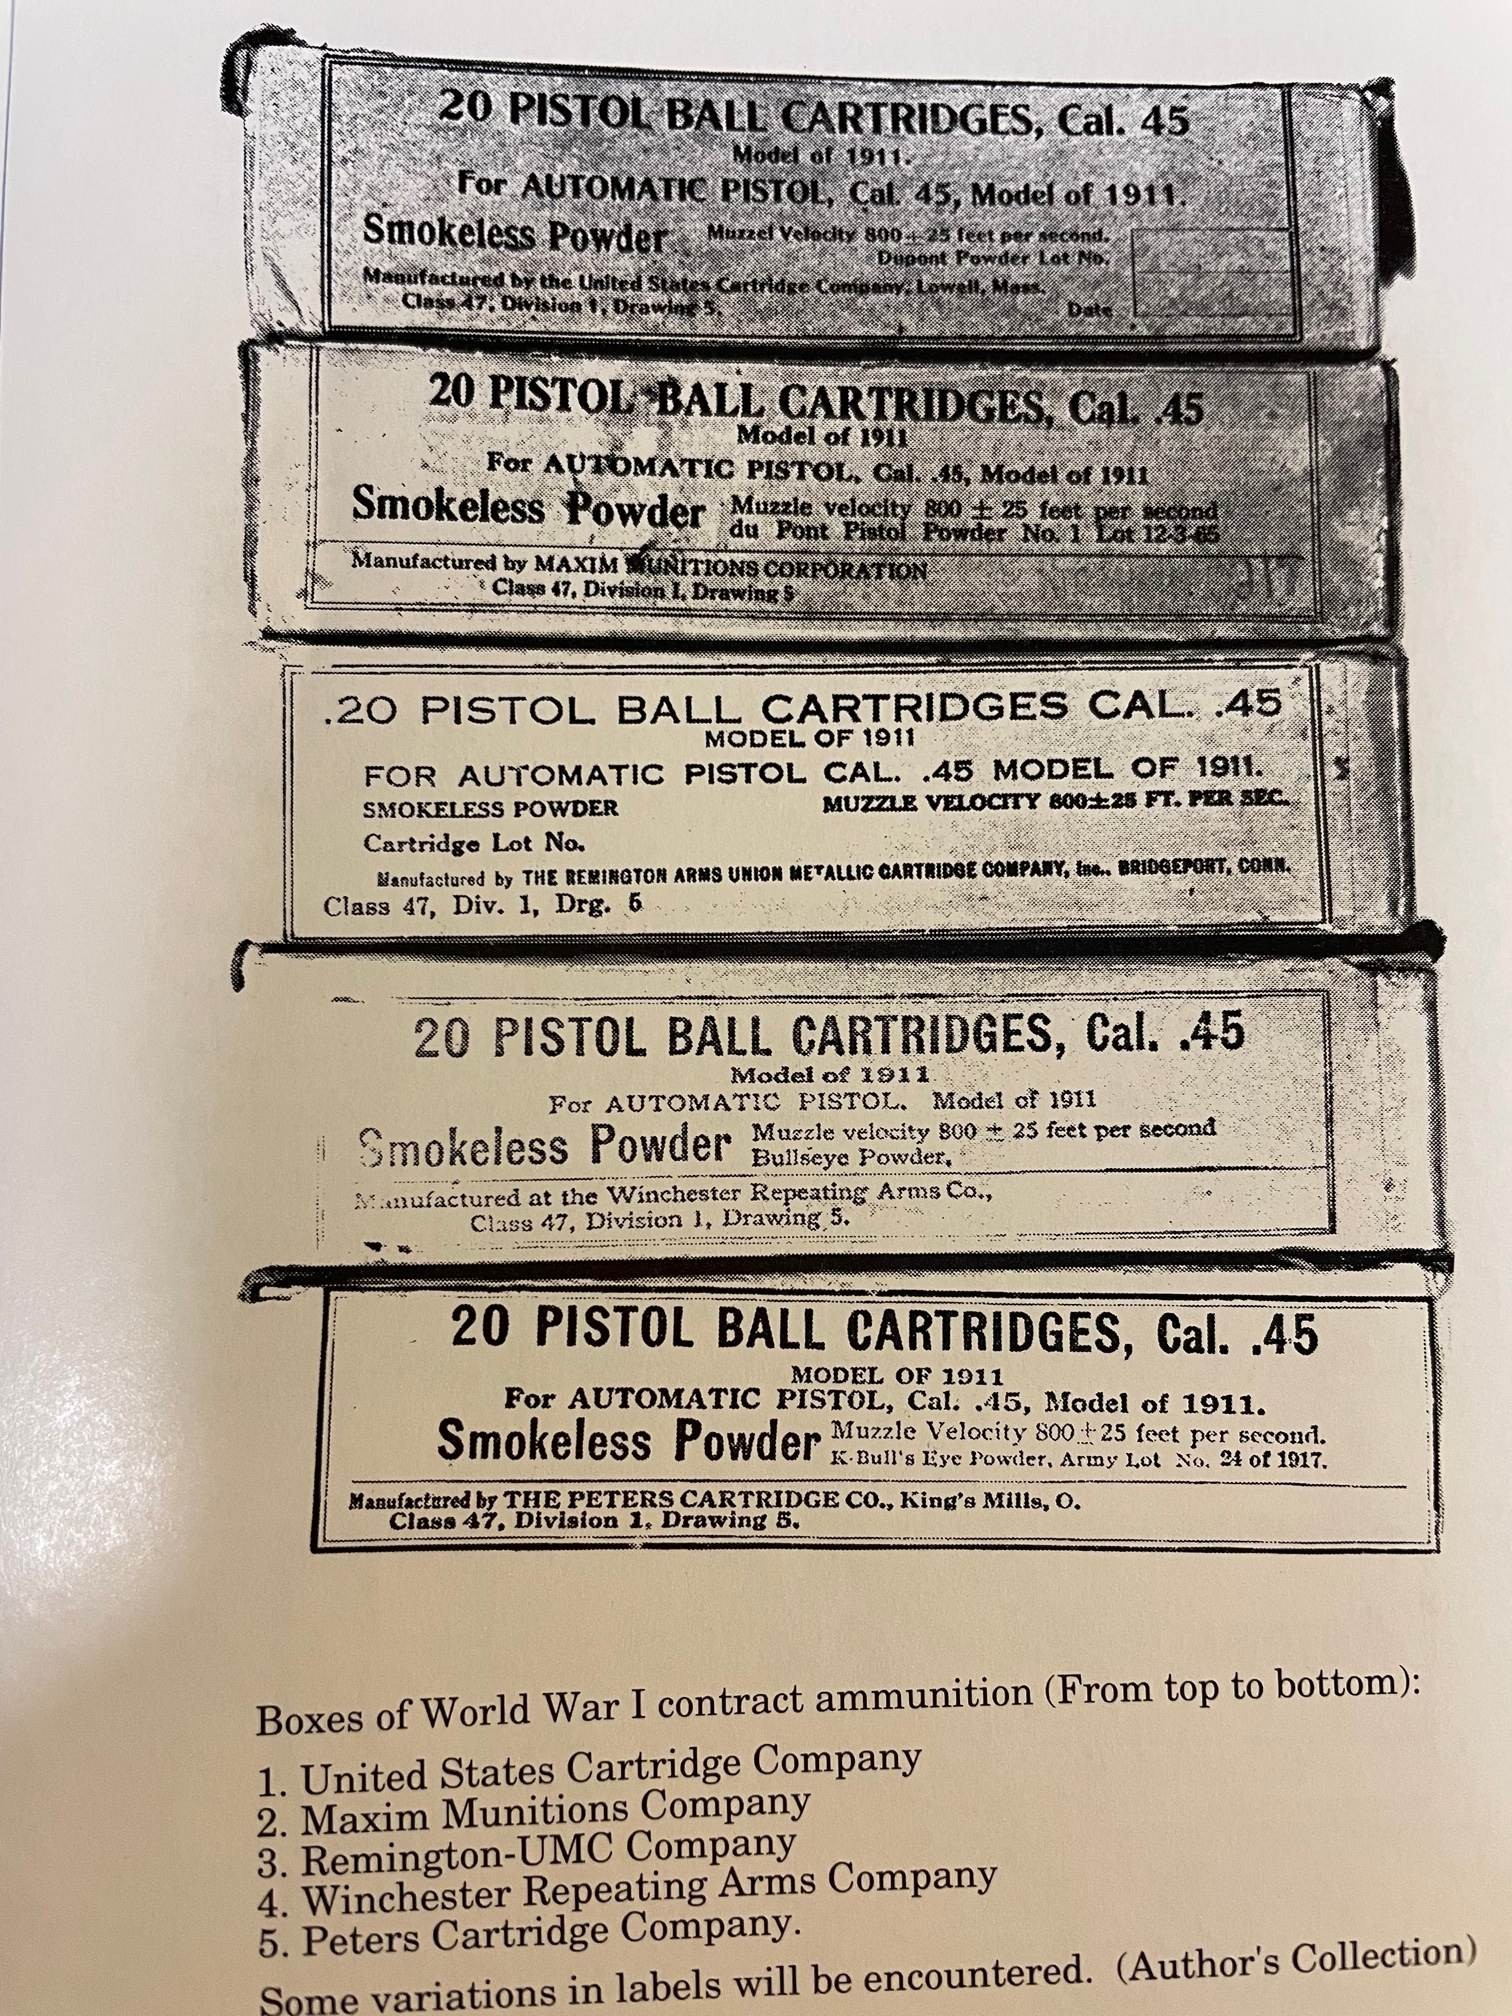 20 PISTOL BALL CARTRIDGES, Cal. 45
Model of 1911.
For AUTOMATIC PISTOL, Cal. 45, Model of 1911.
Smokeless Powder Muzzel Velocity 800 ± 25 feet per second.
Dupont Powder Lot No.
Manufactured by the United States Cartridge Company, Lowell, Mass.
Class 47, Division 1, Drawing 5. Date
20 PISTOL BALL CARTRIDGES, Cal. .45
Model of 1911
For AUTOMATIC PISTOL, Cal. .45, Model of 1911
Smokeless Powder Muzzle velocity 800 ± 25 feet per second
du Pont Pistol Powder No. 1 Lot 12-3-65
Manufactured by MAXIM MUNITIONS CORPORATION
Class 47, Division 1, Drawing 5
.20 PISTOL BALL CARTRIDGES CAL. .45
MODEL OF 1911
FOR AUTOMATIC PISTOL CAL. .45 MODEL OF 1911.
SMOKELESS POWDER MUZZLE VELOCITY 800±25 FT. PER SEC.
Cartridge Lot No.
Manufactured by THE REMINGTON ARMS UNION METALLIC CARTRIDGE COMPANY, Inc., BRIDGEPORT, CONN.
Class 47, Div. 1, Drg. 5
20 PISTOL BALL CARTRIDGES, Cal. .45
Model of 1911
For AUTOMATIC PISTOL. Model of 1911
Smokeless Powder Muzzle velocity 800 ± 25 feet per second
Bullseye Powder,
Manufactured at the Winchester Repeating Arms Co.,
Class 47, Division 1, Drawing 5.
20 PISTOL BALL CARTRIDGES, Cal. .45
MODEL OF 1911
For AUTOMATIC PISTOL, Cal. .45, Model of 1911.
Smokeless Powder Muzzle Velocity 800 ± 25 feet per second.
K-Bull's Eye Powder, Army Lot No. 24 of 1917.
Manufactured by THE PETERS CARTRIDGE CO., King's Mills, O.
Class 47, Division 1, Drawing 5.
Boxes of World War I contract ammunition (From top to bottom):
1. United States Cartridge Company
2. Maxim Munitions Company
3. Remington-UMC Company
4. Winchester Repeating Arms Company
5. Peters Cartridge Company.
Some variations in labels will be encountered. (Author's Collection)